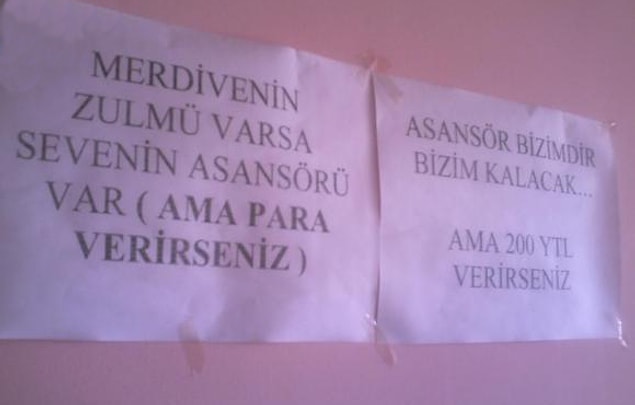 MERDİVENİN
ZULMÜ VARSA
SEVENİN ASANSÖRÜ
VAR ( AMA PARA
VERİRSENİZ )
ASANSÖR BİZİMDİR
BİZİM KALACAK...
AMA 200 YTL
VERİRSENİZ